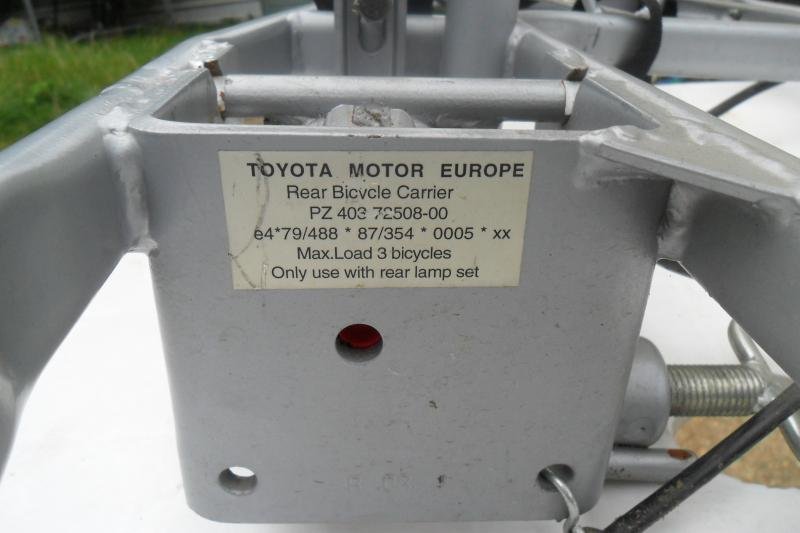 TOYOTA MOTOR EUROPE
Rear Bicycle Carrier
PZ 403 72508-00
e4*79/488 * 87/354 * 0005 * xx
Max.Load 3 bicycles
Only use with rear lamp set